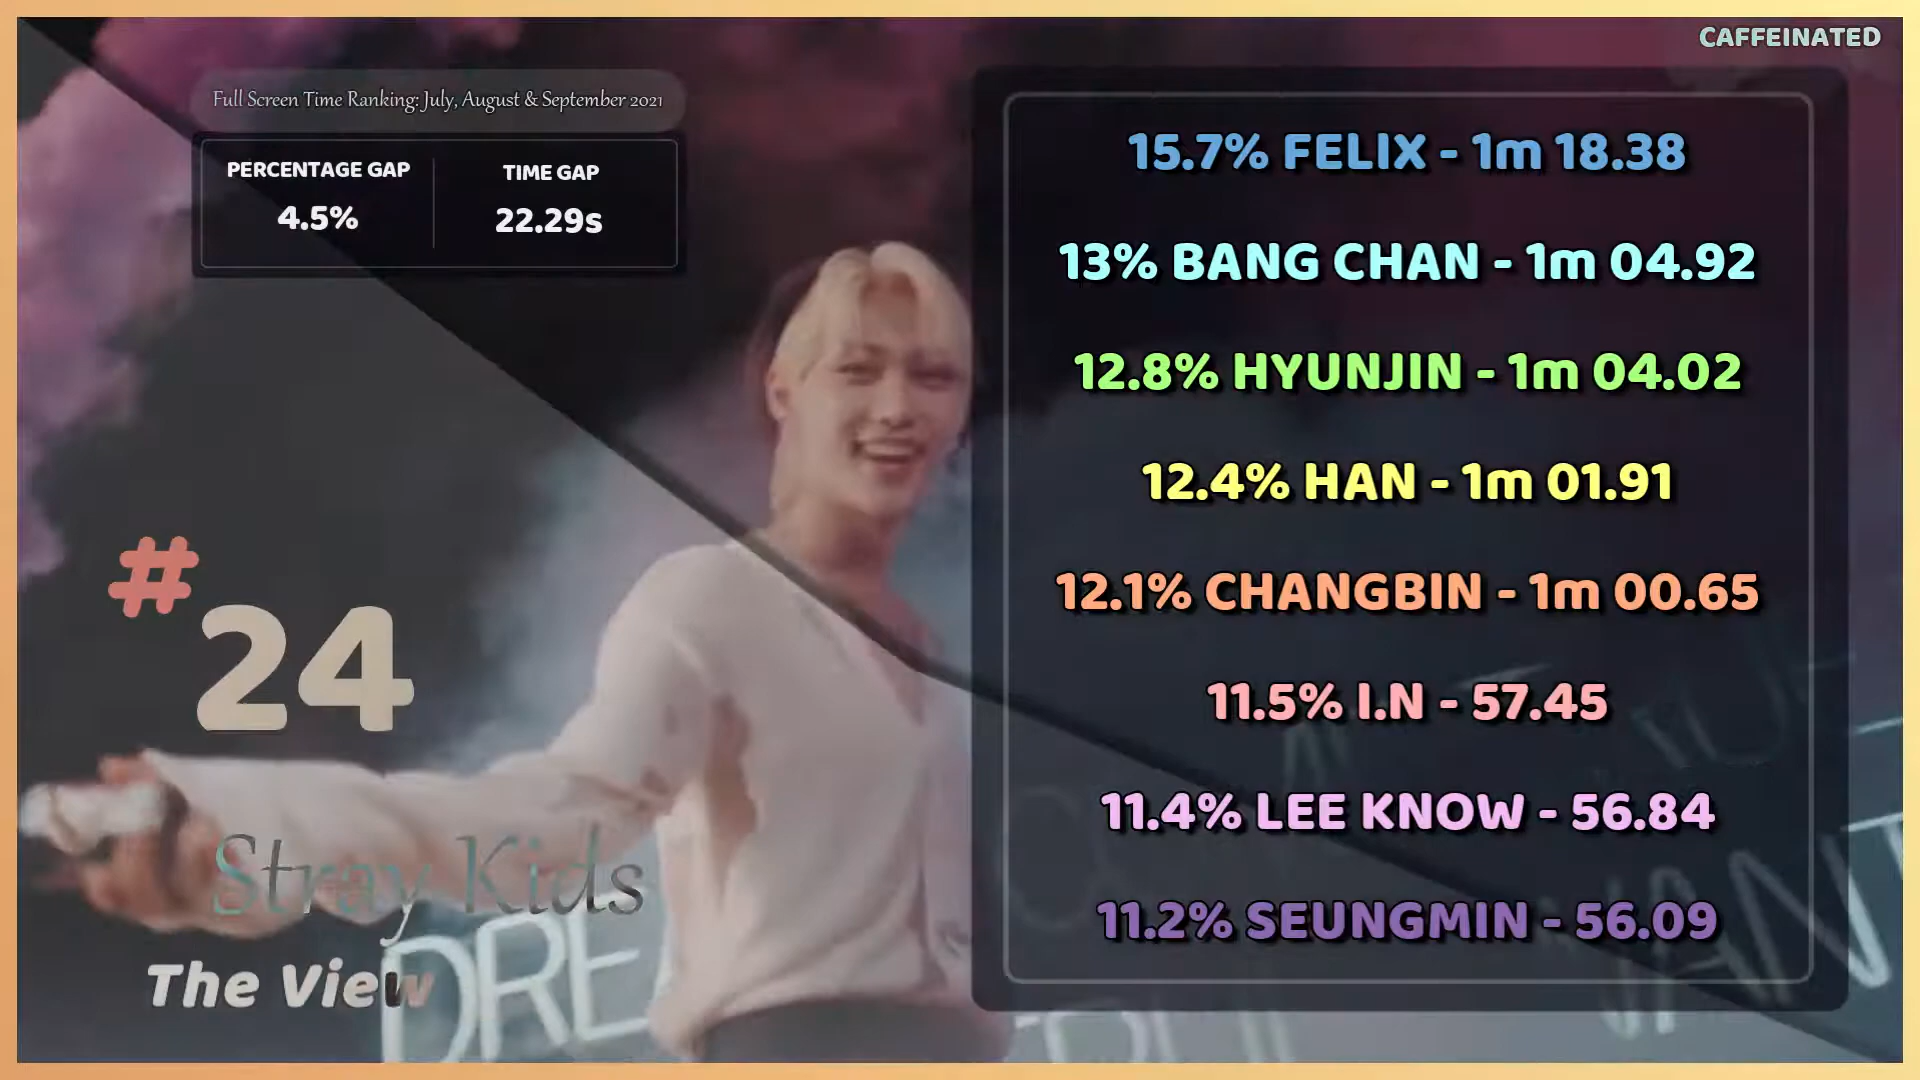 CAFFEINATED
Full Screen Time Ranking: July, August & September 2021
PERCENTAGE GAP
4.5%
TIME GAP
22.29s
15.7% FELIX - 1m 18.38
13% BANG CHAN - 1m 04.92
12.8% HYUNJIN - 1m 04.02
12.4% HAN - 1m 01.91
12.1% CHANGBIN - 1m 00.65
11.5% I.N - 57.45
11.4% LEE KNOW - 56.84
11.2% SEUNGMIN - 56.09
#24
Stray Kids
The View
DRE